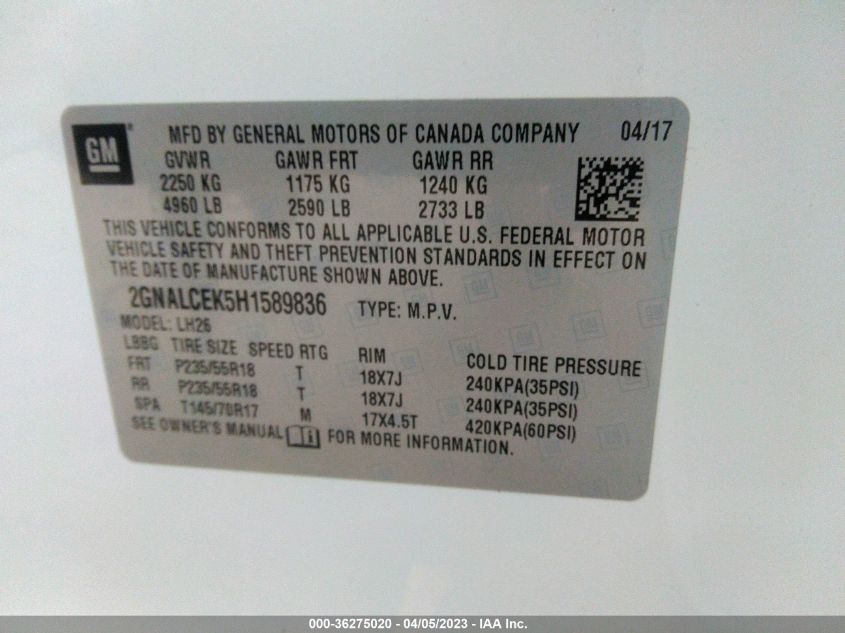 GM
MFD BY GENERAL MOTORS OF CANADA COMPANY 04/17
GVWR GAWR FRT GAWR RR
2250 KG 1175 KG 1240 KG
4960 LB 2590 LB 2733 LB
THIS VEHICLE CONFORMS TO ALL APPLICABLE U.S. FEDERAL MOTOR
VEHICLE SAFETY AND THEFT PREVENTION STANDARDS IN EFFECT ON
THE DATE OF MANUFACTURE SHOWN ABOVE.
2GNALCEK5H1589836 TYPE: M.P.V.
MODEL: LH26
LBBG TIRE SIZE SPEED RTG RIM COLD TIRE PRESSURE
FRT P235/55R18 T 18X7J 240KPA(35PSI)
RR P235/55R18 T 18X7J 240KPA(35PSI)
SPA T145/70R17 M 17X4.5T 420KPA(60PSI)
SEE OWNER'S MANUAL FOR MORE INFORMATION.
000-36275020 - 04/05/2023 - IAA Inc.